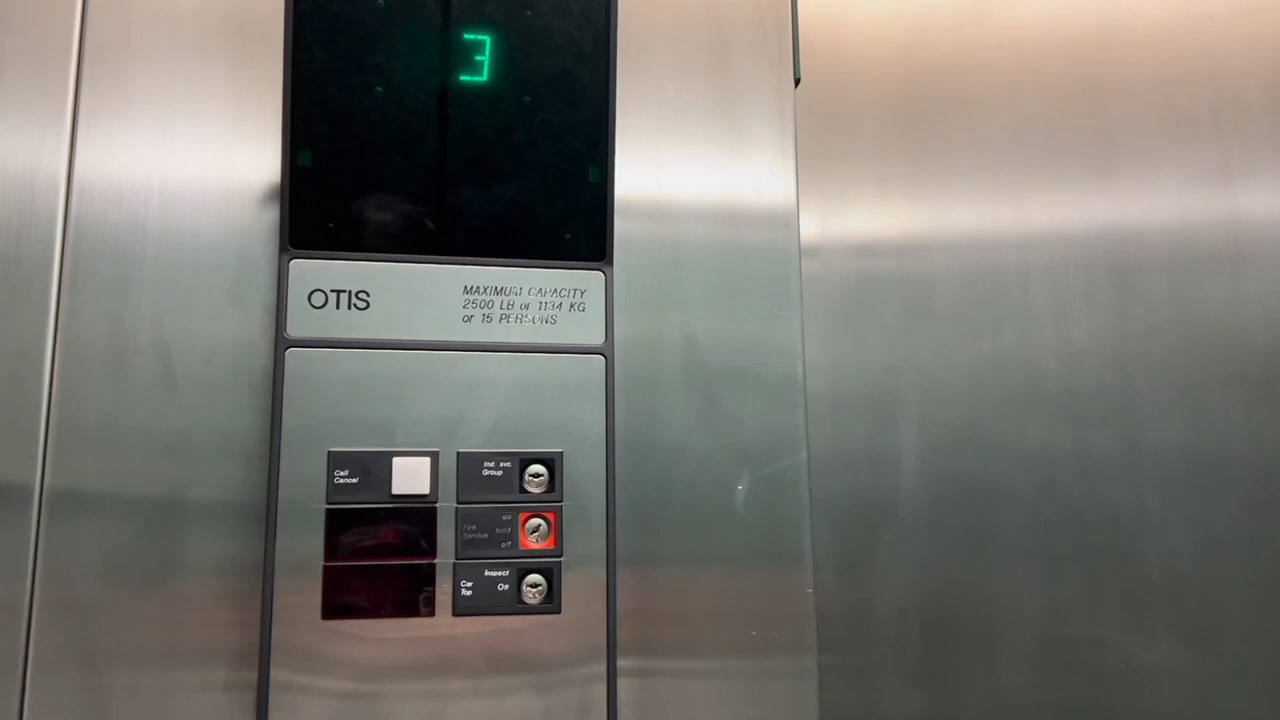 3
OTIS
MAXIMUM CAPACITY
2500 LB or 1134 KG
or 15 PERSONS
Call
Cancel
Ind. svc.
Group
Fire
Service
on
hold
off
Car
Top
Inspect
Off